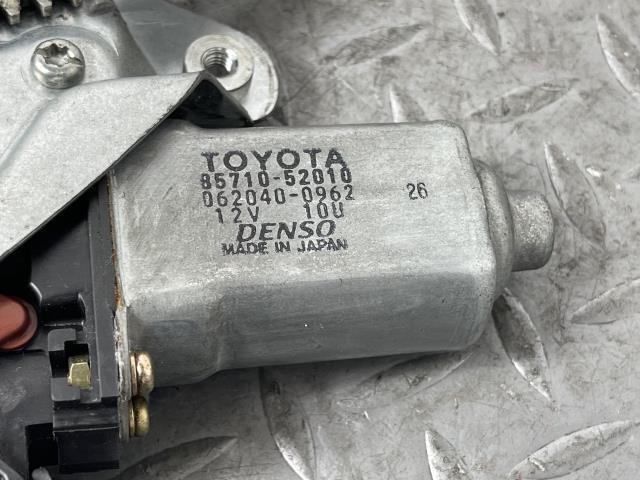 TOYOTA
85710-52010
062040-0962 26
12V 10U
DENSO
MADE IN JAPAN